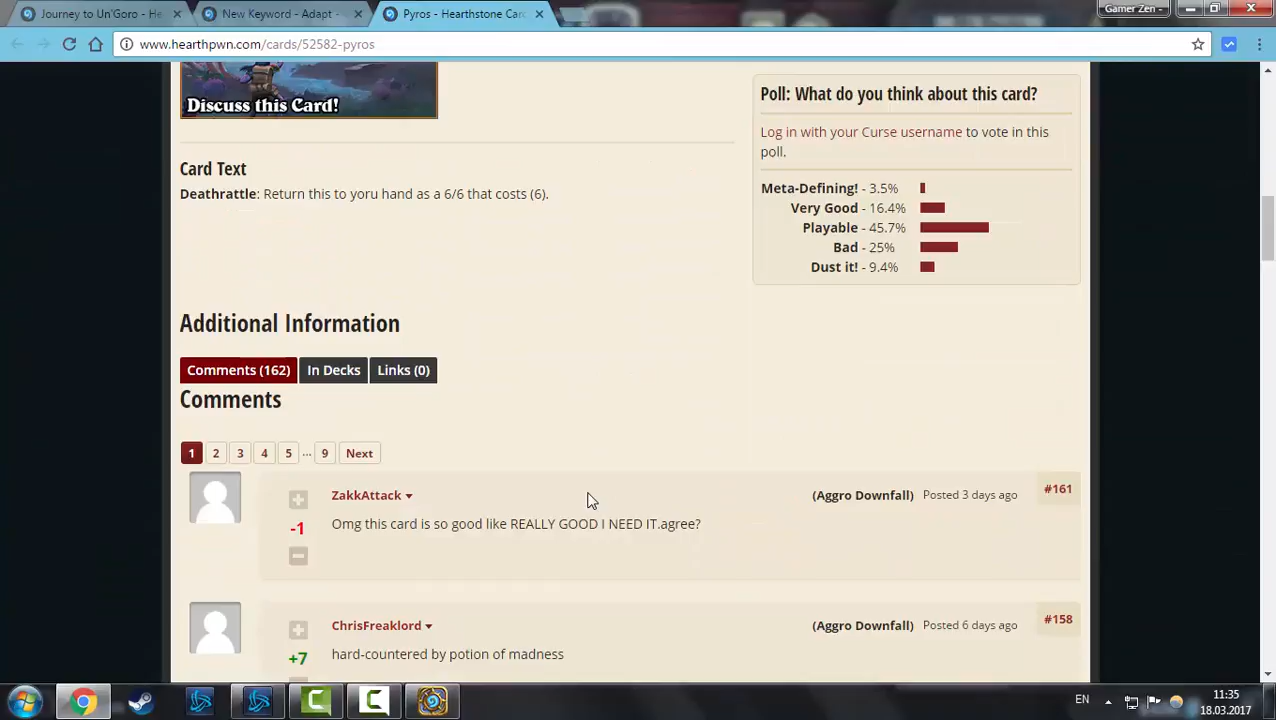 Journey to Un'Goro - He
New Keyword - Adapt -
Pyros - Hearthstone Car
Gamer Zen -
www.hearthpwn.com/cards/52582-pyros
Discuss this Card!
Poll: What do you think about this card?
Log in with your Curse username to vote in this
poll.
Card Text
Deathrattle: Return this to yoru hand as a 6/6 that costs (6).
Meta-Defining! - 3.5%
Very Good - 16.4%
Playable - 45.7%
Bad - 25%
Dust it! - 9.4%
Additional Information
Comments (162) In Decks Links (0)
Comments
1 2 3 4 5 ... 9 Next
ZakkAttack (Aggro Downfall) Posted 3 days ago #161
-1 Omg this card is so good like REALLY GOOD I NEED IT.agree?
ChrisFreaklord (Aggro Downfall) Posted 6 days ago #158
+7 hard-countered by potion of madness
EN 11:35
18.03.2017